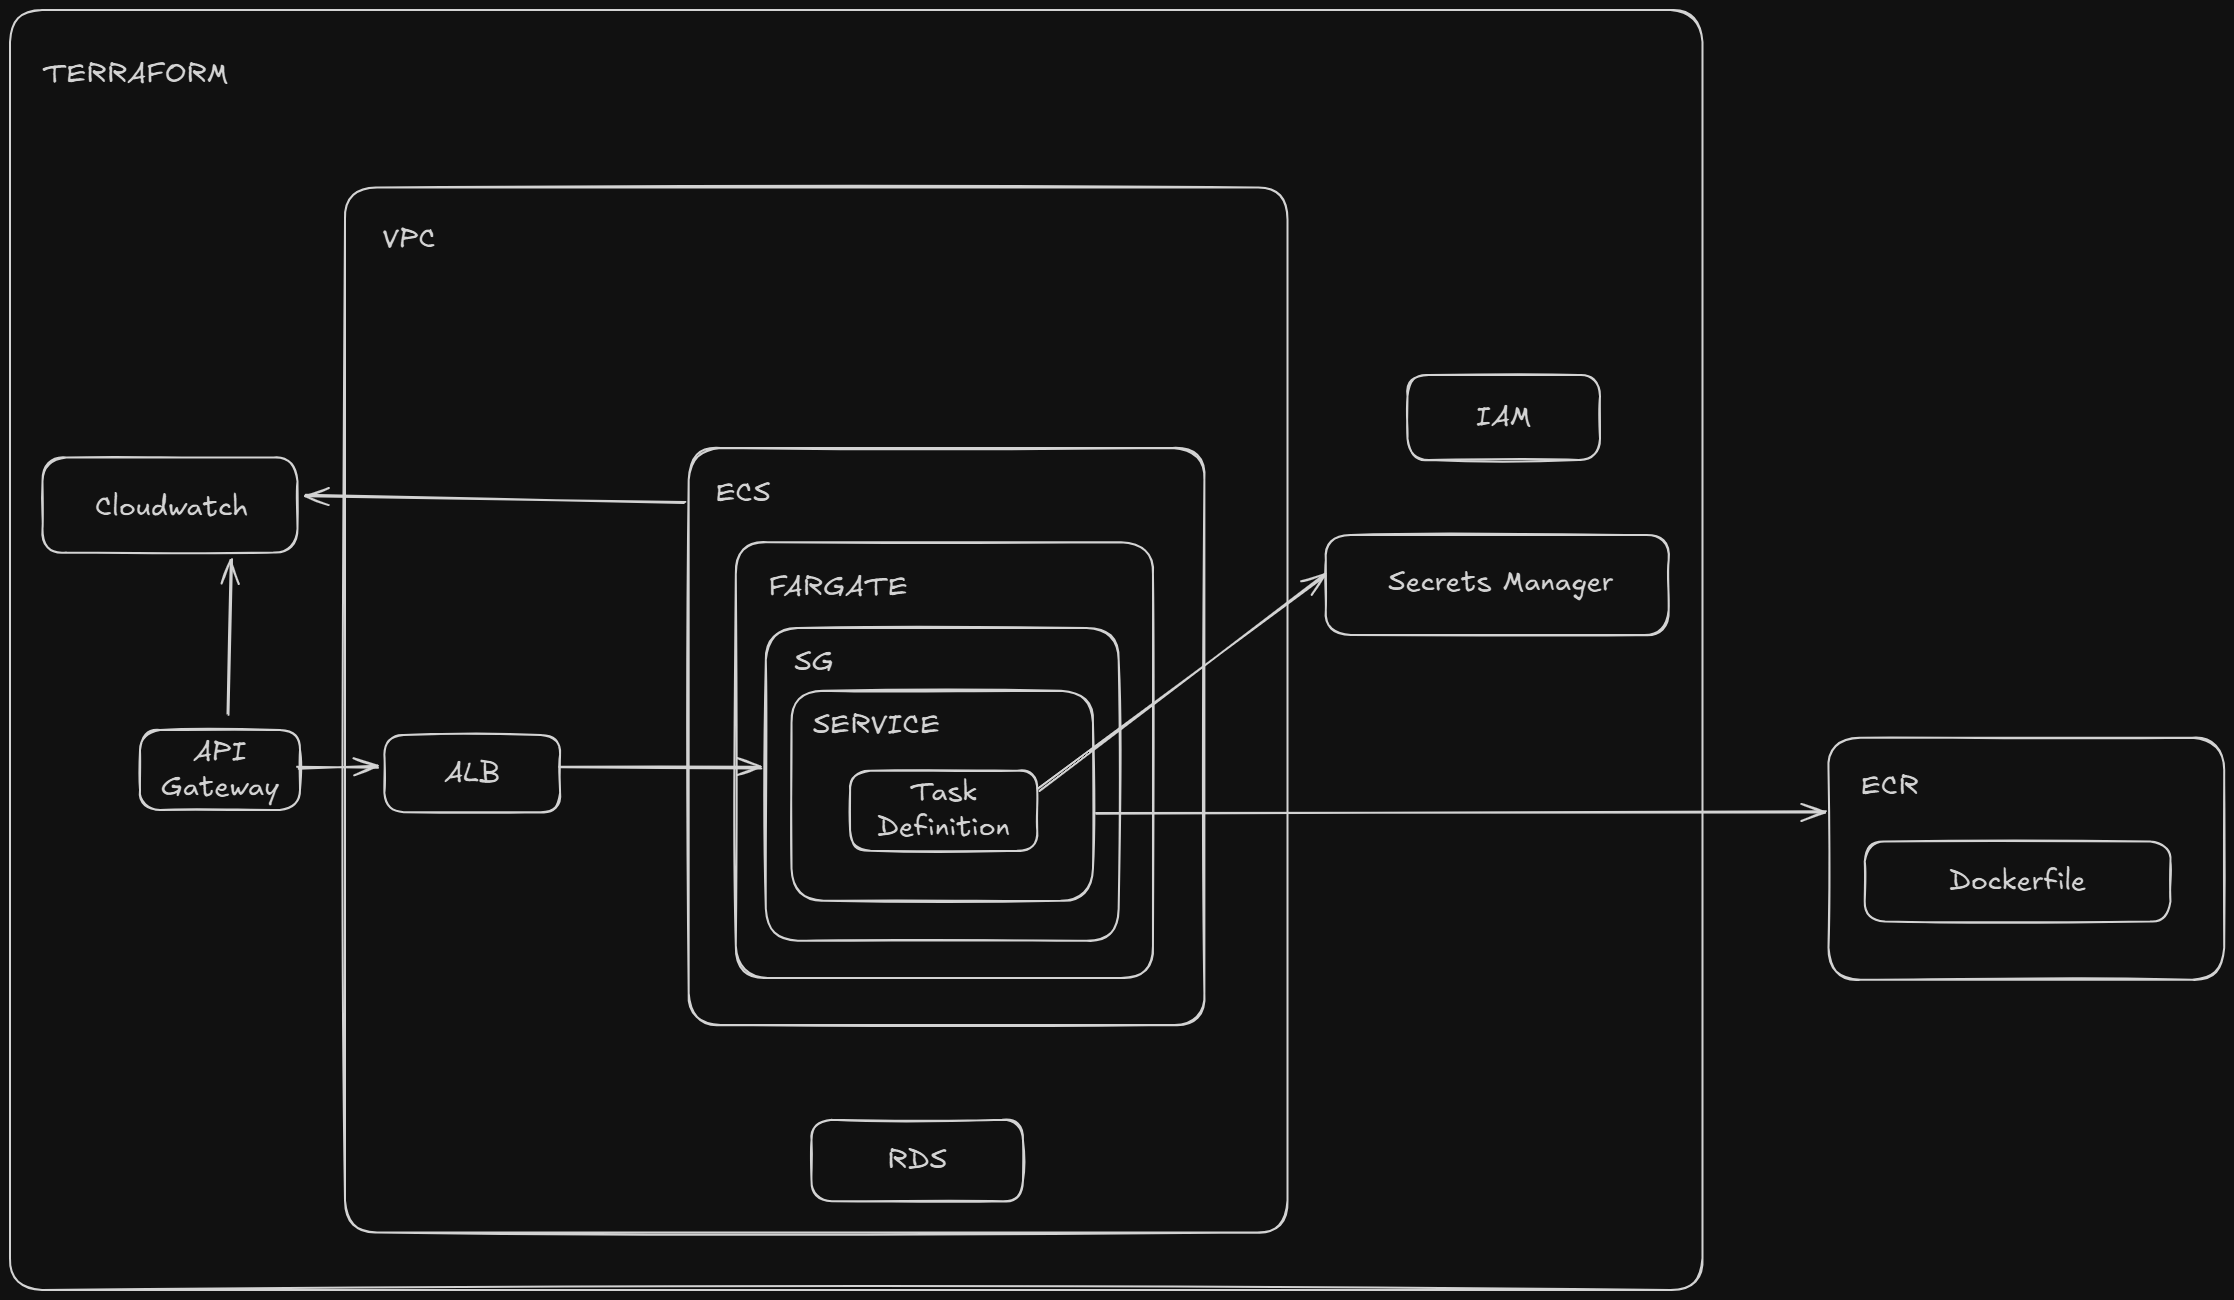 TERRAFORM
VPC
IAM
ECS
Cloudwatch
FARGATE
Secrets Manager
SG
SERVICE
API
Gateway
ALB
Task
Definition
ECR
Dockerfile
RDS